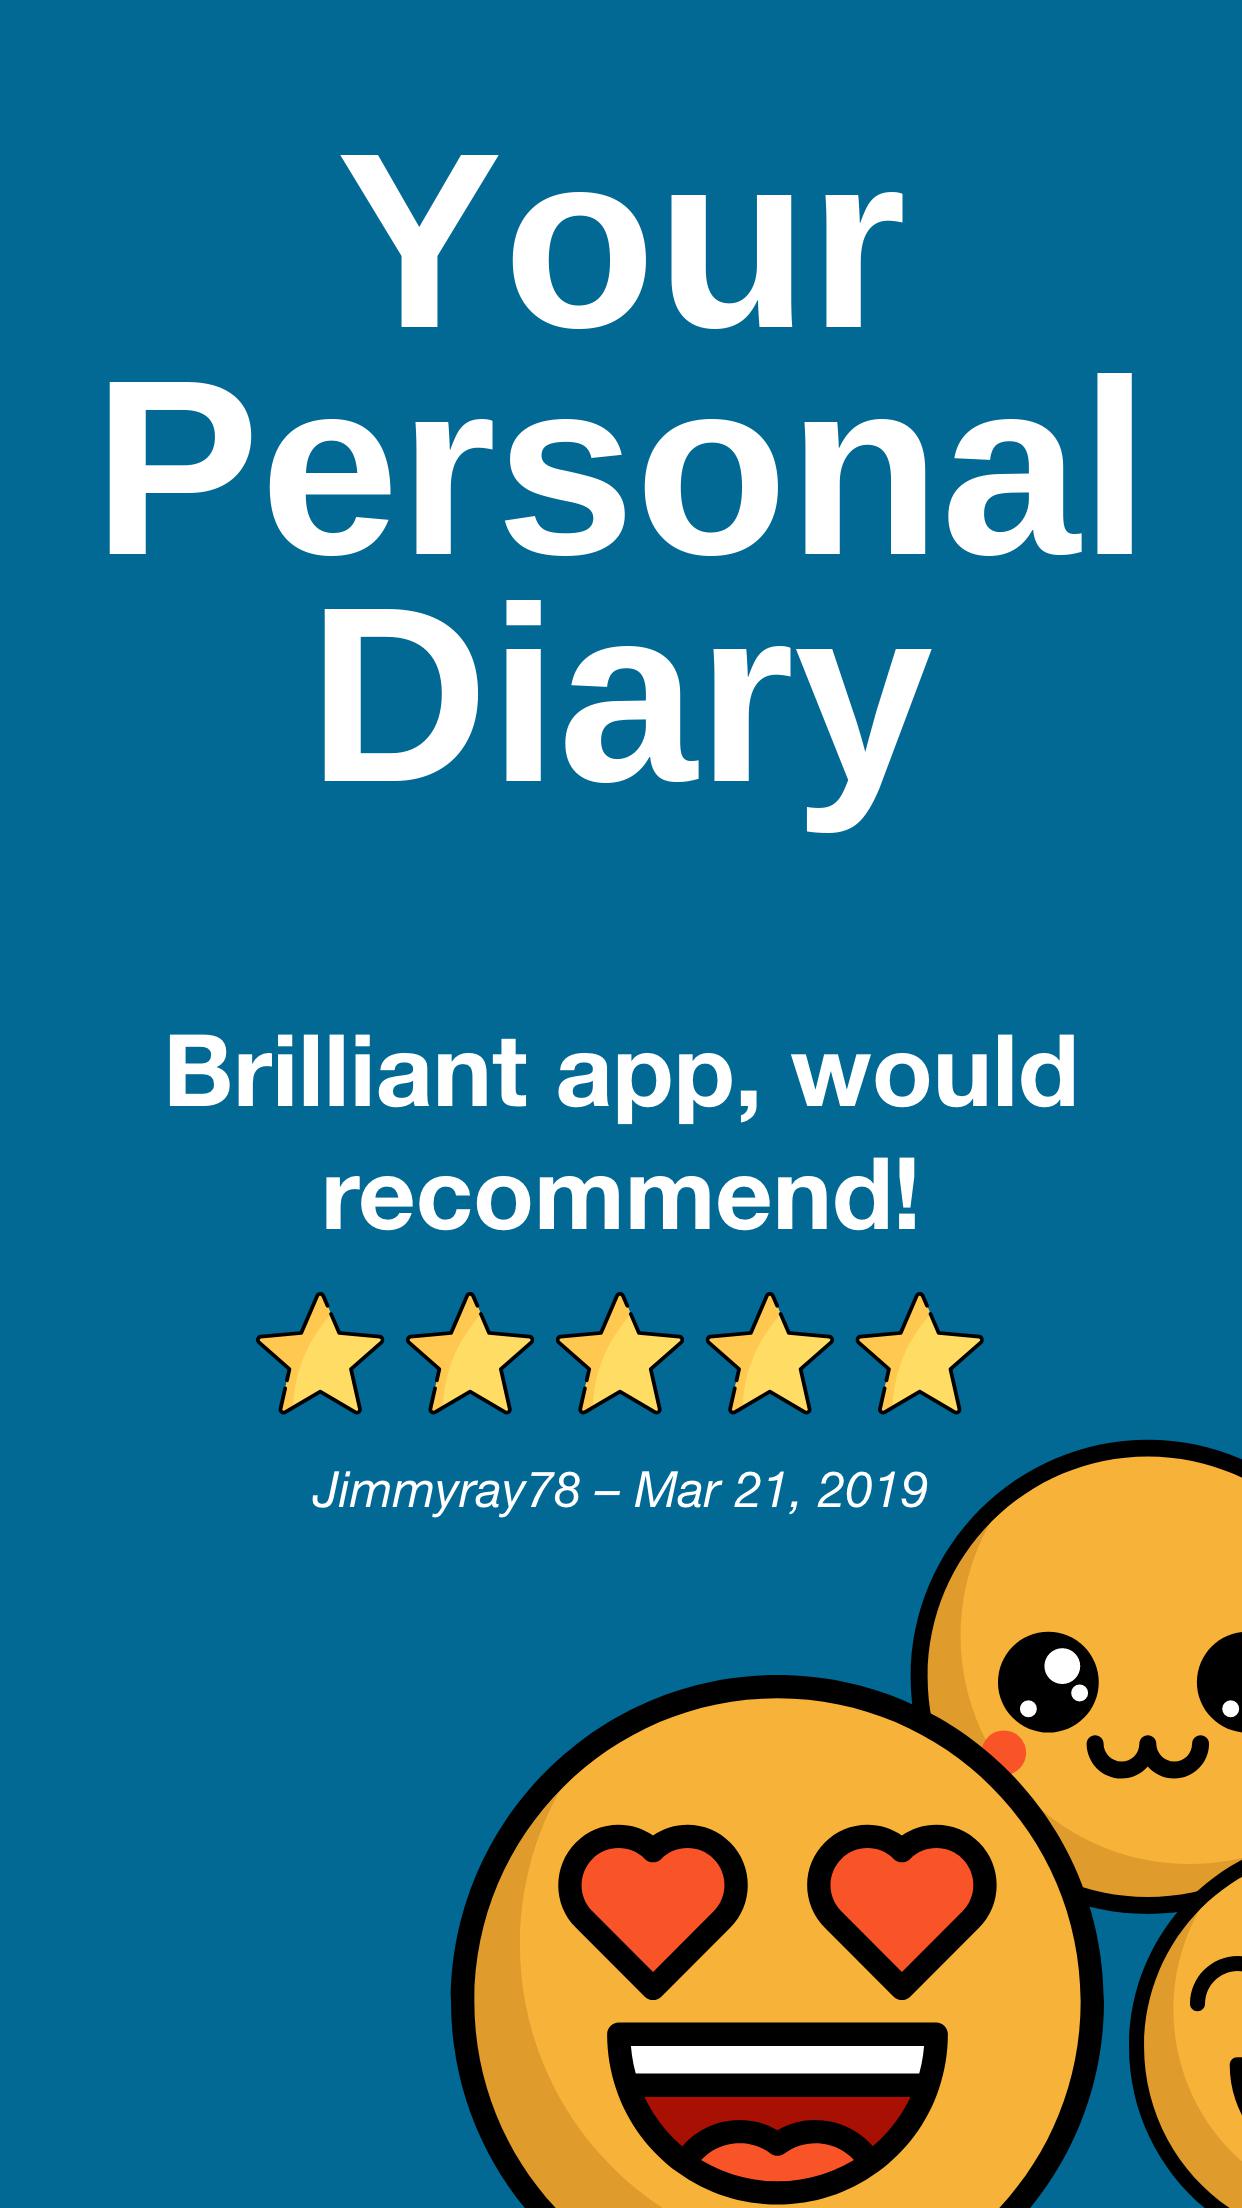 Your
Personal
Diary
Brilliant app, would
recommend!
Jimmyray78 – Mar 21, 2019